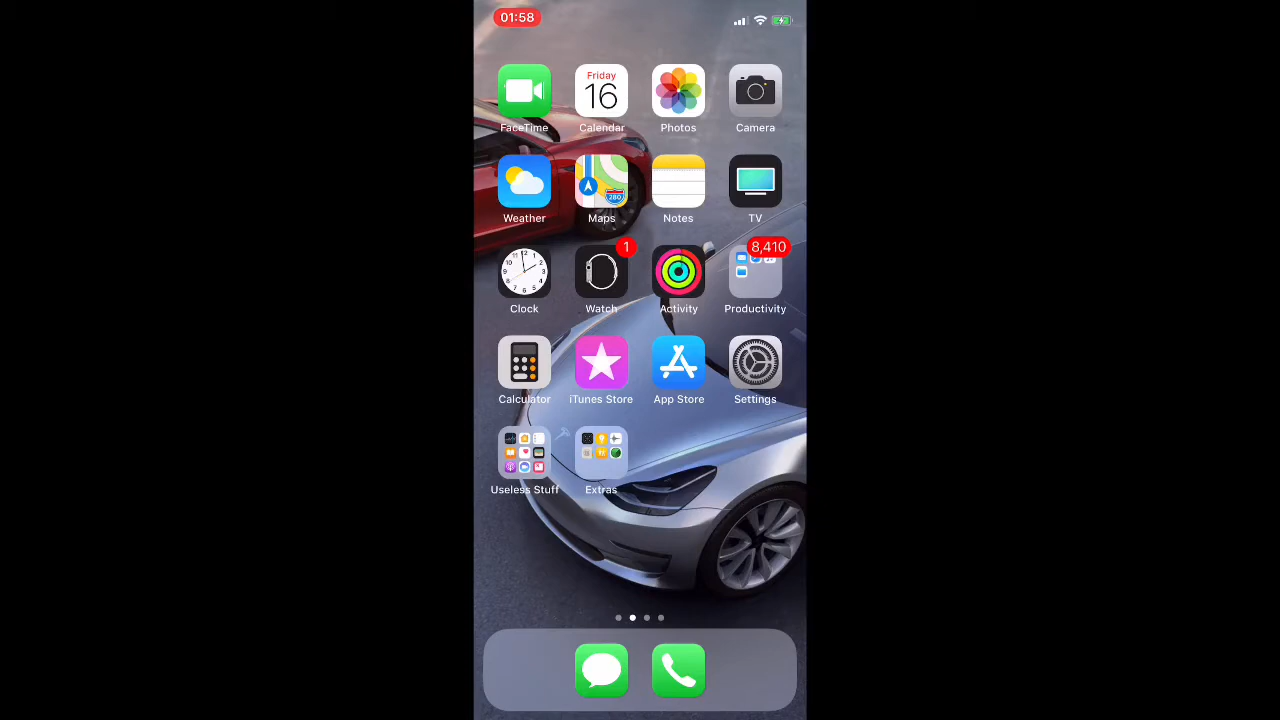 01:58
Friday
16
FaceTime Calendar Photos Camera
280
Weather Maps Notes TV
1 8,410
Clock Watch Activity Productivity
Calculator iTunes Store App Store Settings
Useless Stuff Extras